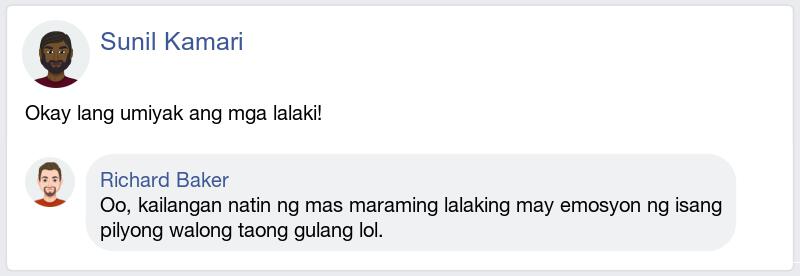 Sunil Kamari
Okay lang umiyak ang mga lalaki!
Richard Baker
Oo, kailangan natin ng mas maraming lalaking may emosyon ng isang
pilyong walong taong gulang lol.